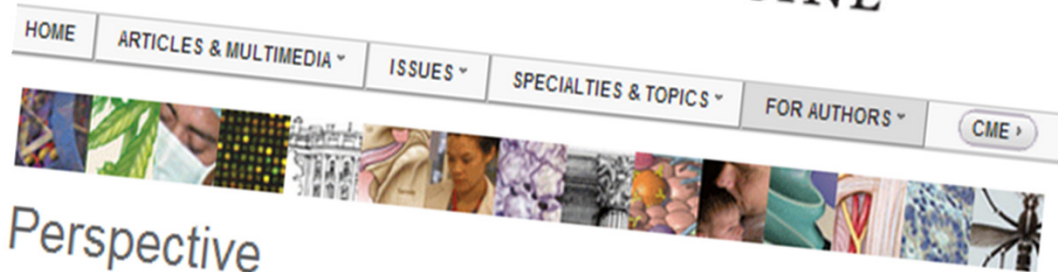 HOME
ARTICLES & MULTIMEDIA
ISSUES
SPECIALTIES & TOPICS
FOR AUTHORS
CME
Perspective